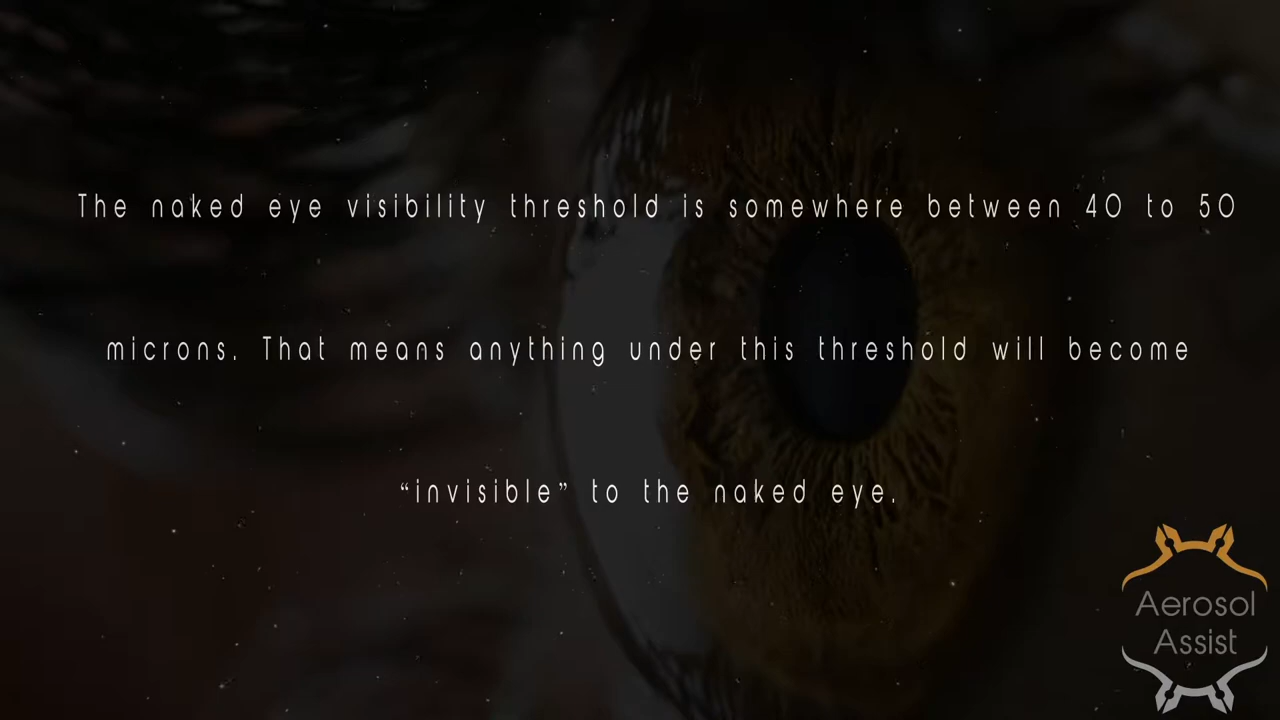 The naked eye visibility threshold is somewhere between 40 to 50
microns. That means anything under this threshold will become
“invisible” to the naked eye.
Aerosol
Assist